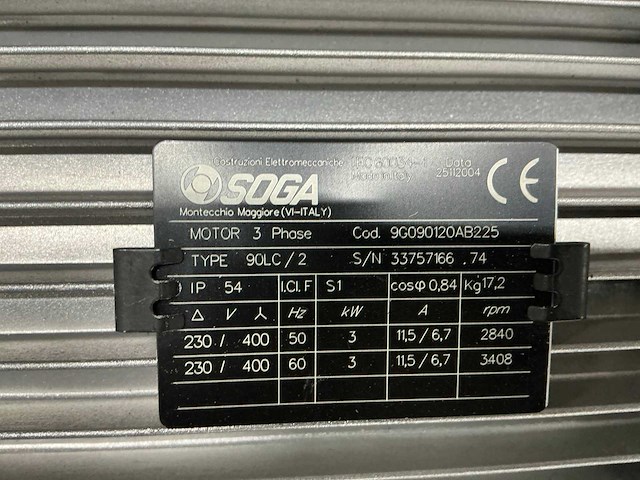 Costruzioni Elettromeccaniche Data
SOGA Made in Italy 25112004 CE
Montecchio Maggiore (VI-ITALY)
MOTOR 3 Phase Cod. 9G090120AB225
TYPE 90LC/2 S/N 33757166 .74
IP 54 I.Cl. F S1 cosφ 0,84 Kg 17,2
Δ V ⅄ Hz kW A rpm
230 / 400 50 3 11,5 / 6,7 2840
230 / 400 60 3 11,5 / 6,7 3408